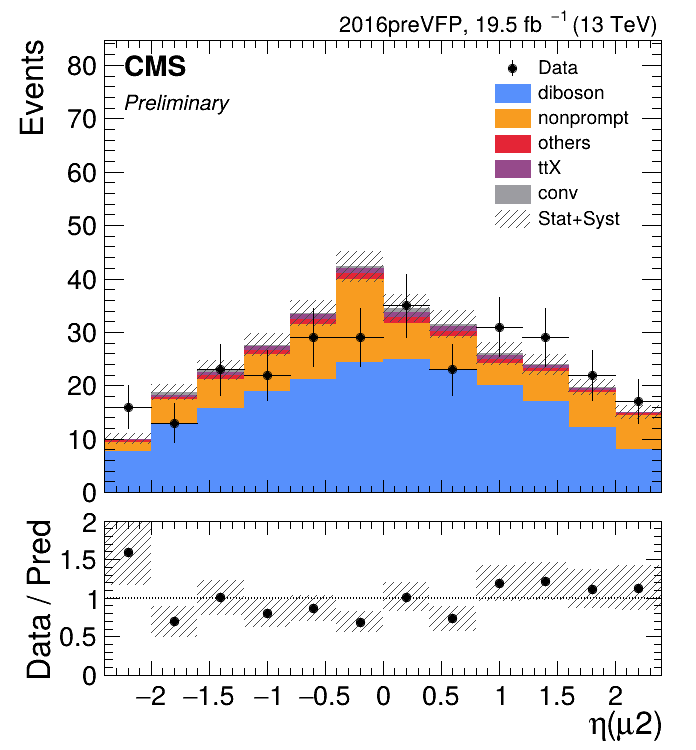 2016preVFP, 19.5 fb⁻¹ (13 TeV)
CMS
Preliminary
Events
80
70
60
50
40
30
20
10
0
Data
diboson
nonprompt
others
ttX
conv
Stat+Syst
Data / Pred
2
1.5
1
0.5
0
−2 −1.5 −1 −0.5 0 0.5 1 1.5 2
η(μ2)